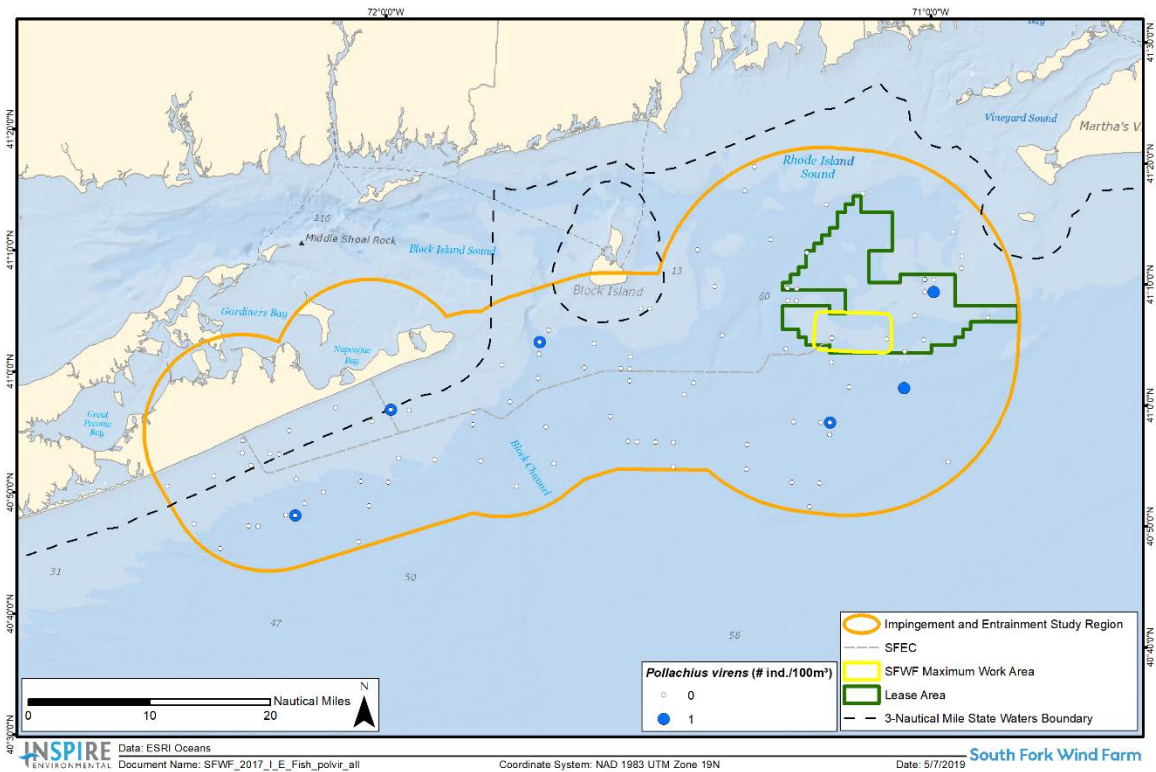 72°0'0"W
71°0'0"W
Bay
41°30'0"N
41°20'0"N
Vineyard Sound
Martha's V
Rhode Island
Sound
41°20'0"N
116
Middle Shoal Rock
Block Island Sound
41°10'0"N
13
Block Island
60
41°10'0"N
Gardiners Bay
Napeague
Bay
41°0'0"N
Great
Peconic
Bay
41°0'0"N
Block Channel
40°50'0"N
40°50'0"N
31
50
47
58
40°40'0"N
40°40'0"N
40°30'0"N
Impingement and Entrainment Study Region
SFEC
SFWF Maximum Work Area
Lease Area
3-Nautical Mile State Waters Boundary
Pollachius virens (# ind./100m³)
0
1
N
Nautical Miles
0 10 20
INSPIRE
ENVIRONMENTAL
Data: ESRI Oceans
Document Name: SFWF_2017_I_E_Fish_polvir_all
Coordinate System: NAD 1983 UTM Zone 19N
Date: 5/7/2019
South Fork Wind Farm